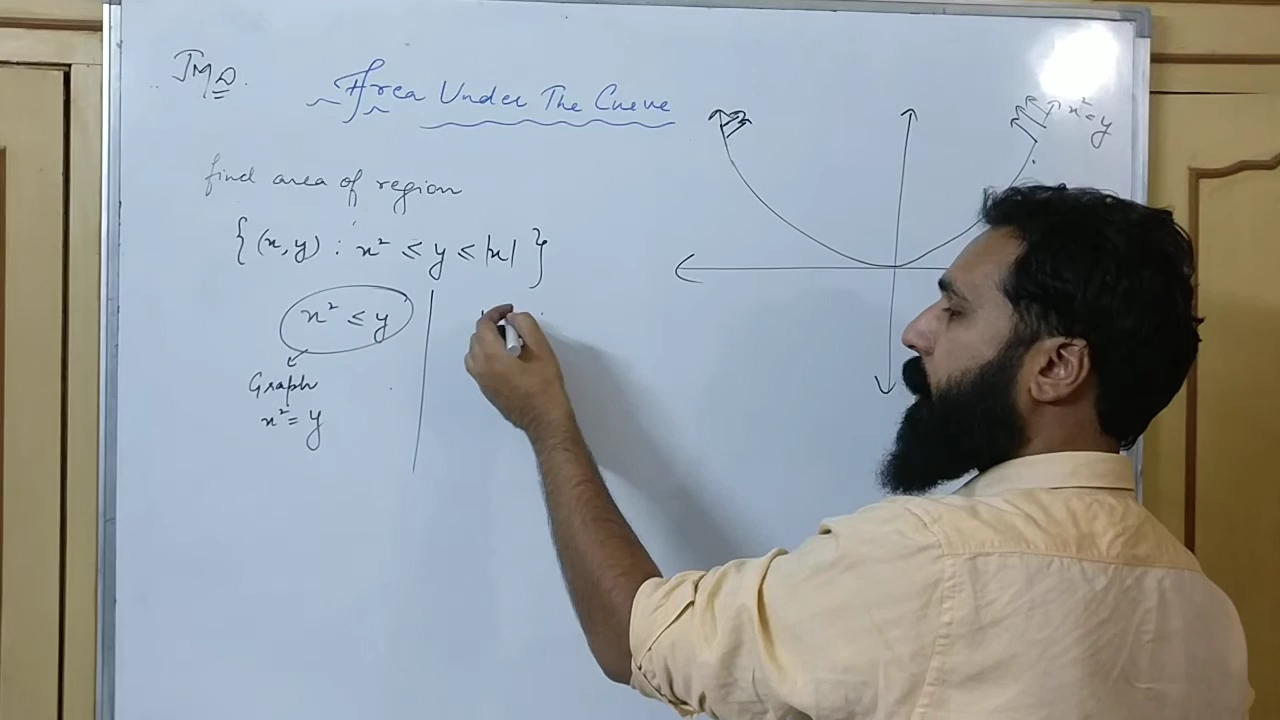 JMD.
Area Under The Curve
find area of region
{(x, y) : x² ≤ y ≤ |x| }
x² ≤ y
Graph
x² = y
x² = y